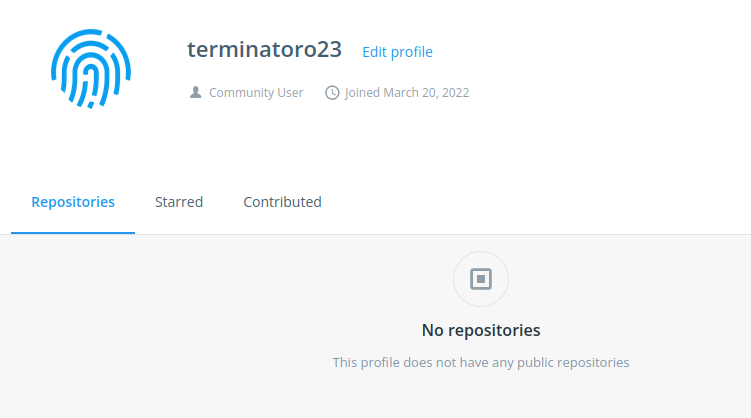 terminatoro23 Edit profile
Community User Joined March 20, 2022
Repositories Starred Contributed
No repositories
This profile does not have any public repositories